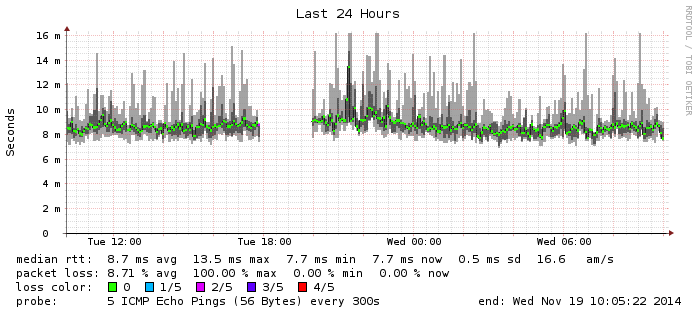 Last 24 Hours
RRDTOOL / TOBI OETIKER
Seconds
16 m
14 m
12 m
10 m
8 m
6 m
4 m
2 m
0
Tue 12:00 Tue 18:00 Wed 00:00 Wed 06:00
median rtt: 8.7 ms avg 13.5 ms max 7.7 ms min 7.7 ms now 0.5 ms sd 16.6 am/s
packet loss: 8.71 % avg 100.00 % max 0.00 % min 0.00 % now
loss color: 0 1/5 2/5 3/5 4/5
probe: 5 ICMP Echo Pings (56 Bytes) every 300s end: Wed Nov 19 10:05:22 2014